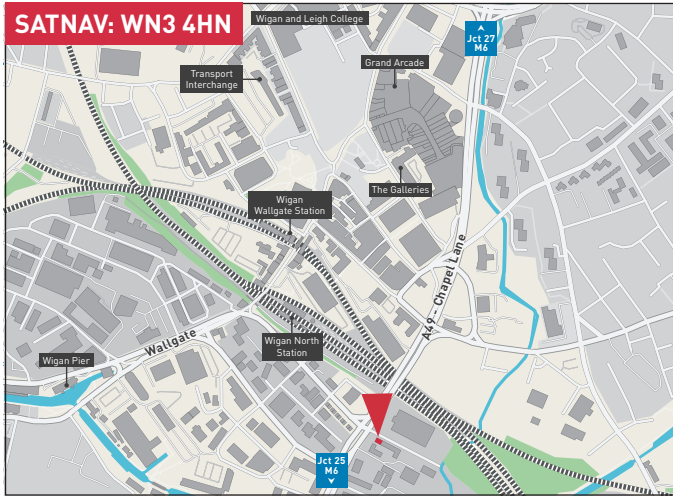 SATNAV: WN3 4HN
Wigan and Leigh College
Jct 27
M6
Grand Arcade
Transport
Interchange
The Galleries
Wigan
Wallgate Station
A49 - Chapel Lane
Wallgate
Wigan North
Station
Wigan Pier
Jct 25
M6